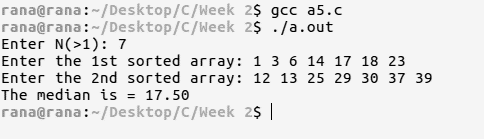 rana@rana:~/Desktop/C/Week 2$ gcc a5.c
rana@rana:~/Desktop/C/Week 2$ ./a.out
Enter N(>1): 7
Enter the 1st sorted array: 1 3 6 14 17 18 23
Enter the 2nd sorted array: 12 13 25 29 30 37 39
The median is = 17.50
rana@rana:~/Desktop/C/Week 2$